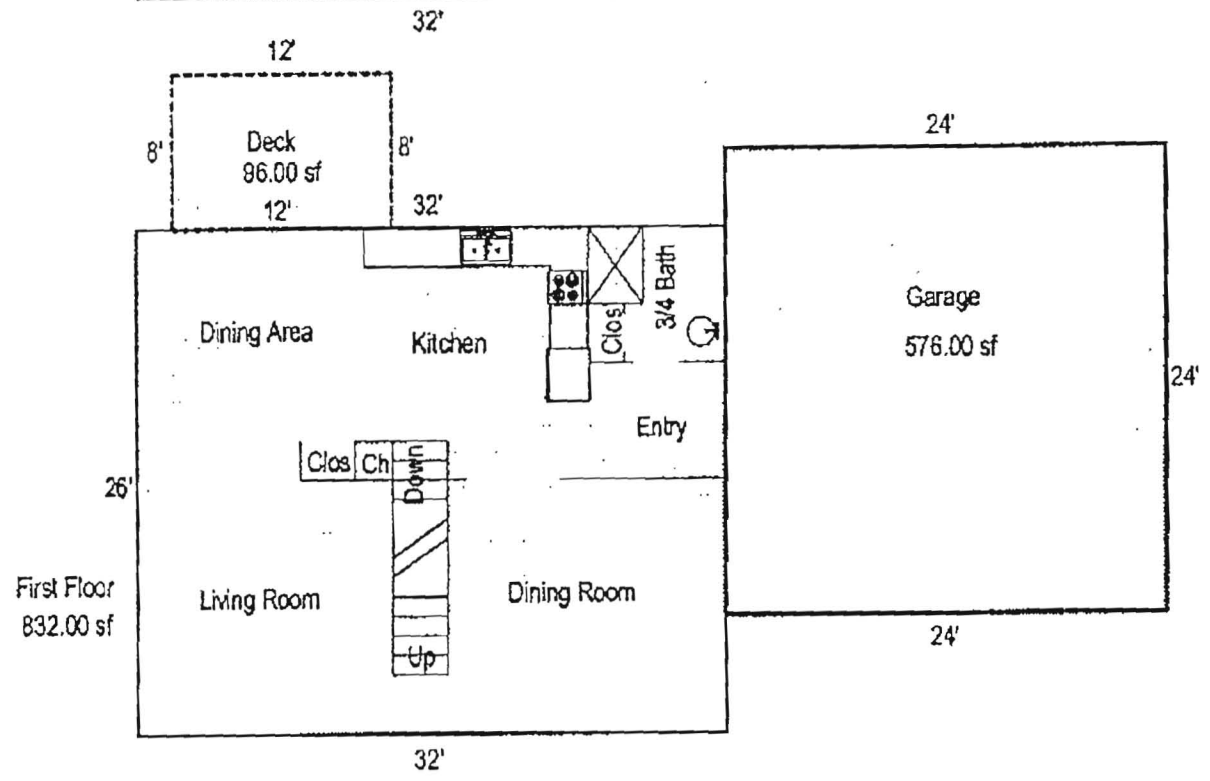 32'
12'
8'
Deck
8'
96.00 sf
12'
32'
24'
3/4 Bath
Garage
576.00 sf
24'
Dining Area
Kitchen
Clos
Entry
Clos
Ch
Down
26'
First Floor
832.00 sf
Living Room
Dining Room
Up
24'
32'